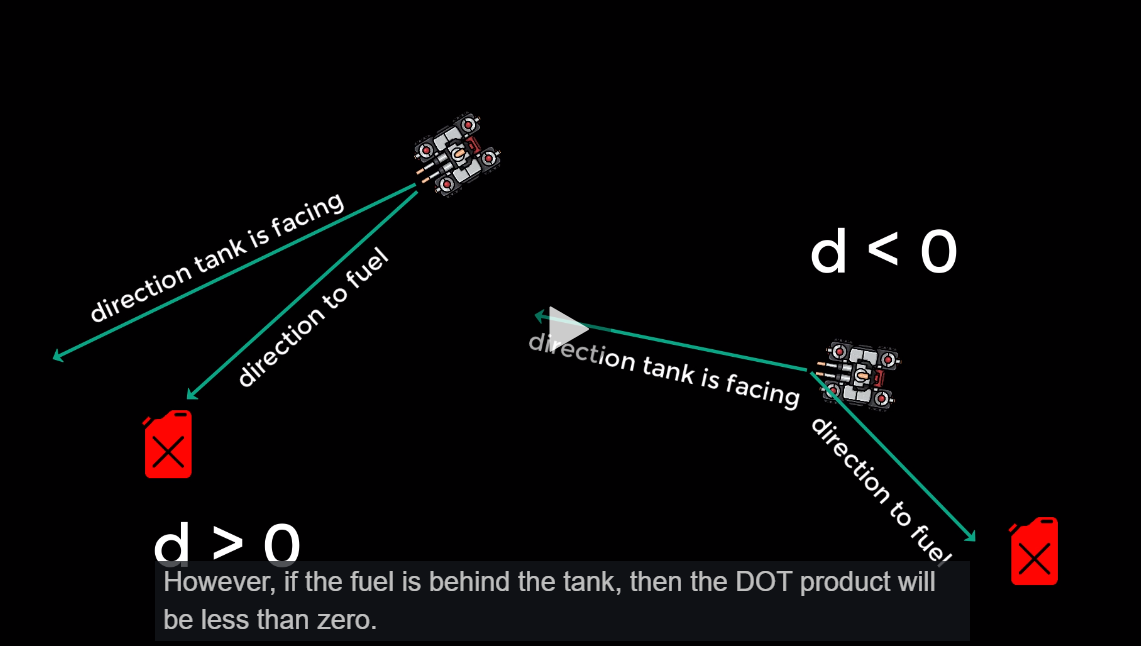 direction tank is facing
direction to fuel
d < 0
direction tank is facing
direction to fuel
d > 0
However, if the fuel is behind the tank, then the DOT product will
be less than zero.